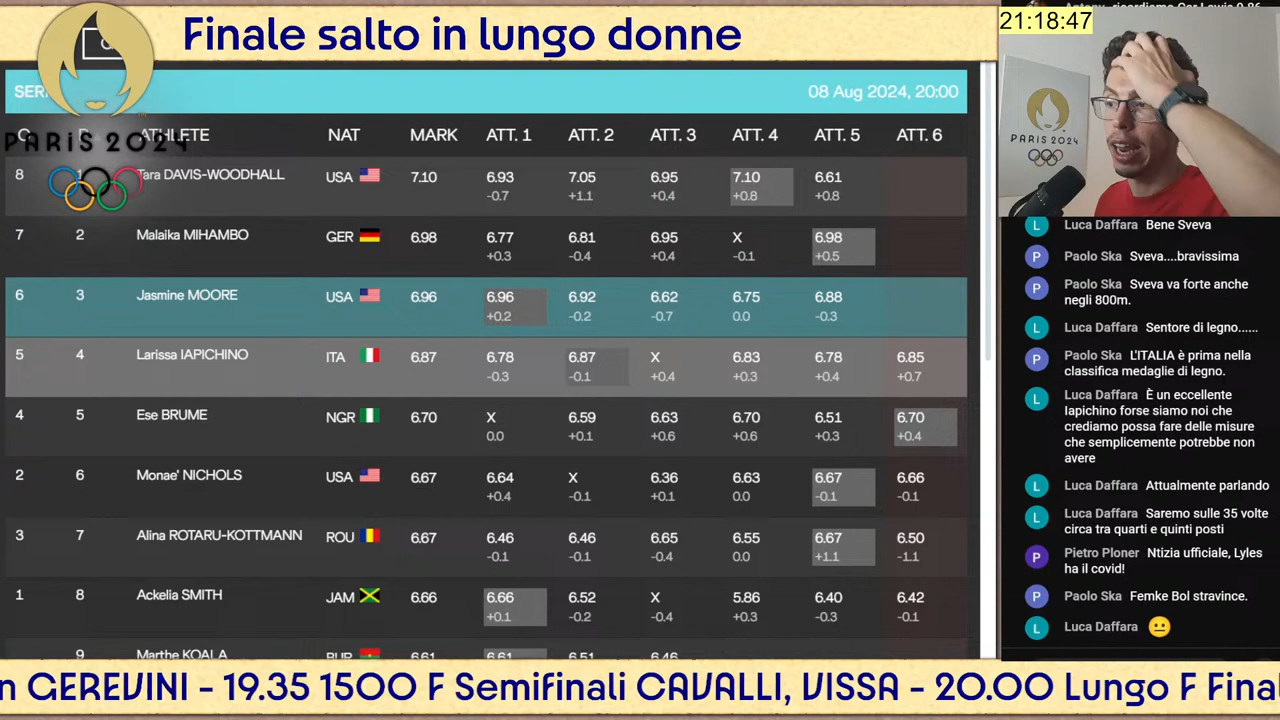 Finale salto in lungo donne
21:18:47
08 Aug 2024, 20:00
PARIS 2024
ATHLETE NAT MARK ATT. 1 ATT. 2 ATT. 3 ATT. 4 ATT. 5 ATT. 6
8 1 Tara DAVIS-WOODHALL USA 7.10 6.93 7.05 6.95 7.10 6.61
-0.7 +1.1 +0.4 +0.8 +0.8
7 2 Malaika MIHAMBO GER 6.98 6.77 6.81 6.95 X 6.98
+0.3 -0.4 +0.4 -0.1 +0.5
6 3 Jasmine MOORE USA 6.96 6.96 6.92 6.62 6.75 6.88
+0.2 -0.2 -0.7 0.0 -0.3
5 4 Larissa IAPICHINO ITA 6.87 6.78 6.87 X 6.83 6.78 6.85
-0.3 -0.1 +0.4 +0.3 +0.4 +0.7
4 5 Ese BRUME NGR 6.70 X 6.59 6.63 6.70 6.51 6.70
0.0 +0.1 +0.6 +0.6 +0.3 +0.4
2 6 Monae' NICHOLS USA 6.67 6.64 X 6.36 6.63 6.67 6.66
+0.4 -0.1 +0.1 0.0 -0.1 -0.1
3 7 Alina ROTARU-KOTTMANN ROU 6.67 6.46 6.46 6.65 6.55 6.67 6.50
-0.1 -0.1 -0.4 0.0 +1.1 -1.1
1 8 Ackelia SMITH JAM 6.66 6.66 6.52 X 5.86 6.40 6.42
+0.1 -0.2 -0.4 +0.3 -0.3 -0.1
9 Marthe KOALA BUR 6.61 6.61 6.51 6.46
PARIS 2024
L Luca Daffara Bene Sveva
P Paolo Ska Sveva....bravissima
P Paolo Ska Sveva va forte anche
negli 800m.
L Luca Daffara Sentore di legno......
P Paolo Ska L'ITALIA è prima nella
classifica medaglie di legno.
L Luca Daffara È un eccellente
Iapichino forse siamo noi che
crediamo possa fare delle misure
che semplicemente potrebbe non
avere
L Luca Daffara Attualmente parlando
L Luca Daffara Saremo sulle 35 volte
circa tra quarti e quinti posti
P Pietro Ploner Ntizia ufficiale, Lyles
ha il covid!
P Paolo Ska Femke Bol stravince.
L Luca Daffara
n GEREVINI - 19.35 1500 F Semifinali CAVALLI, VISSA - 20.00 Lungo F Final